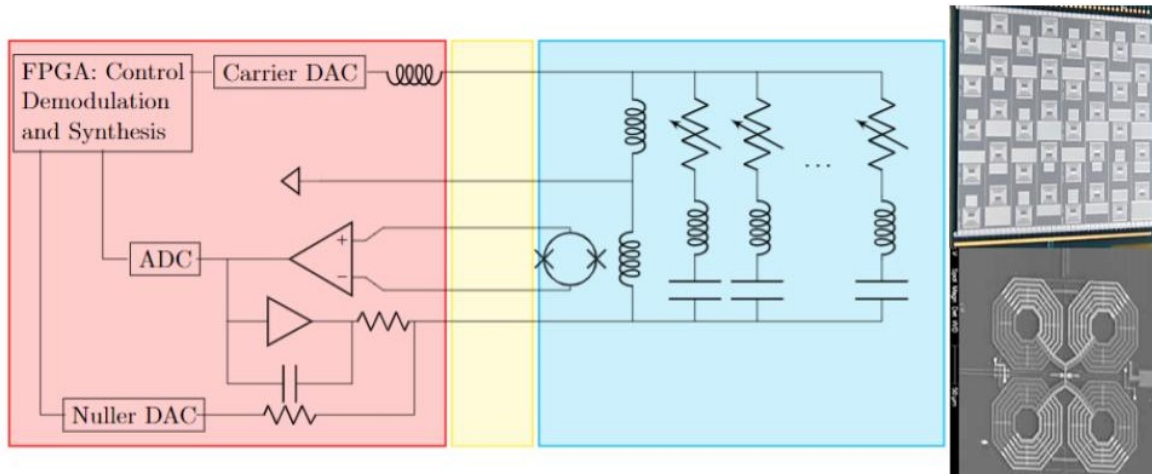 FPGA: Control
Demodulation
and Synthesis
Carrier DAC
...
+
−
ADC
Nuller DAC